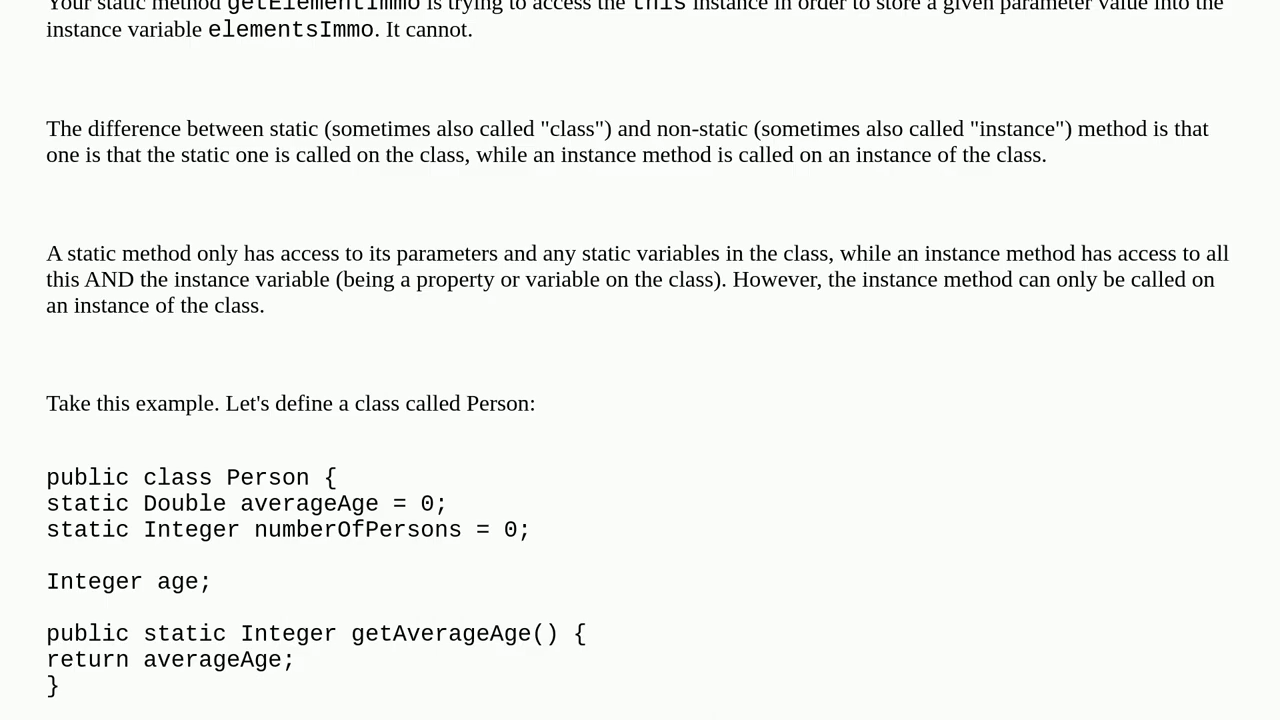 Your static method getElementImmo is trying to access the this instance in order to store a given parameter value into the
instance variable elementsImmo. It cannot.
The difference between static (sometimes also called "class") and non-static (sometimes also called "instance") method is that
one is that the static one is called on the class, while an instance method is called on an instance of the class.
A static method only has access to its parameters and any static variables in the class, while an instance method has access to all
this AND the instance variable (being a property or variable on the class). However, the instance method can only be called on
an instance of the class.
Take this example. Let's define a class called Person:
public class Person {
static Double averageAge = 0;
static Integer numberOfPersons = 0;
Integer age;
public static Integer getAverageAge() {
return averageAge;
}